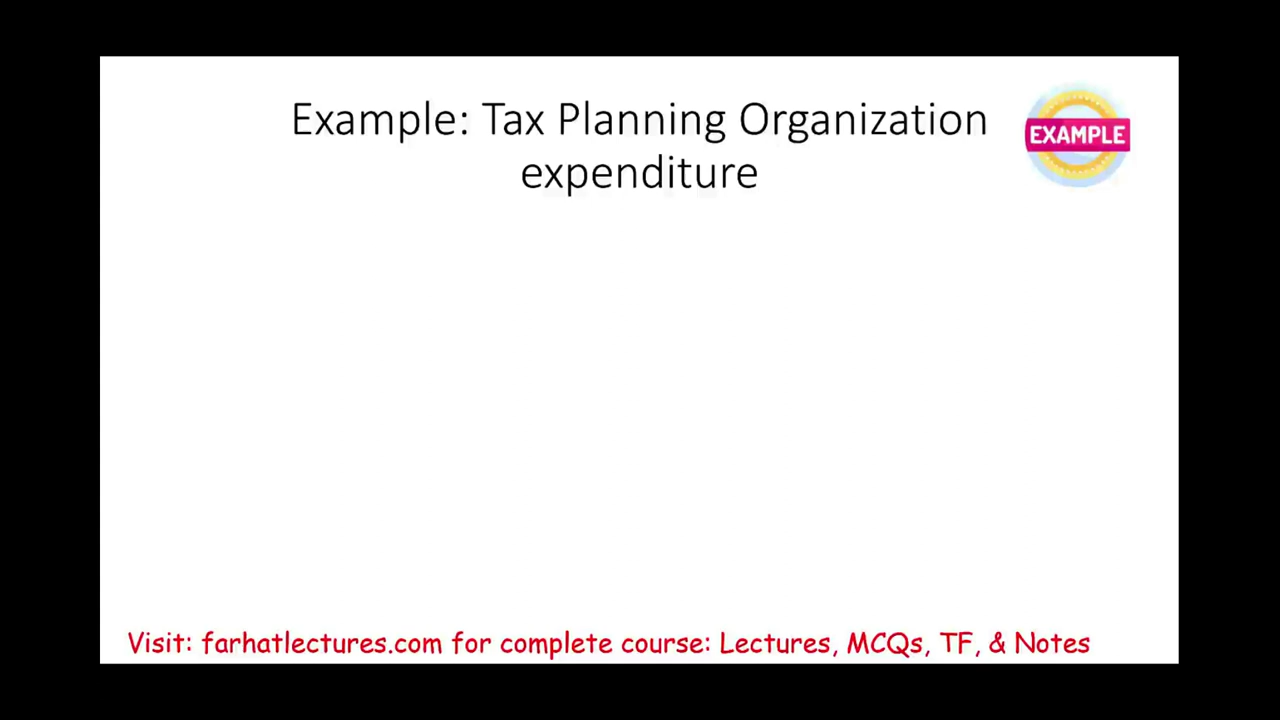 Example: Tax Planning Organization
expenditure
EXAMPLE
Visit: farhatlectures.com for complete course: Lectures, MCQs, TF, & Notes